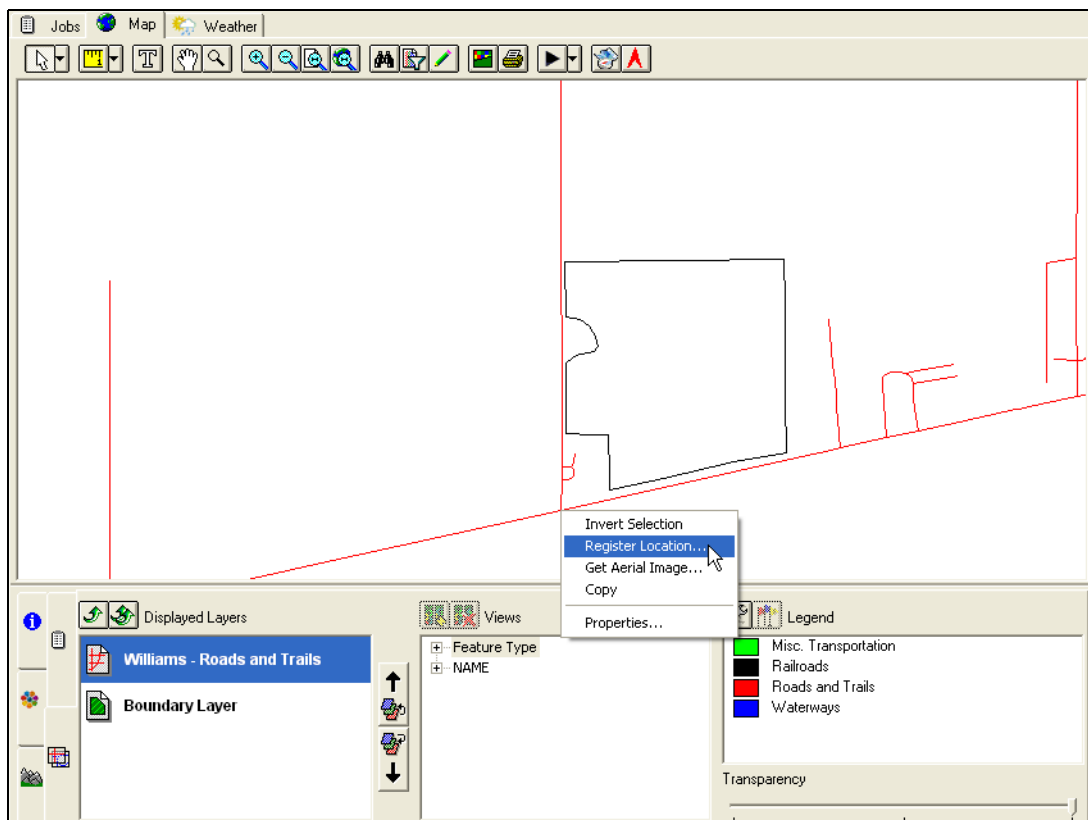 Jobs Map Weather
T
Invert Selection
Register Location...
Get Aerial Image...
Copy
Properties...
Displayed Layers
Williams - Roads and Trails
Boundary Layer
Views
Feature Type
NAME
Legend
Misc. Transportation
Railroads
Roads and Trails
Waterways
Transparency